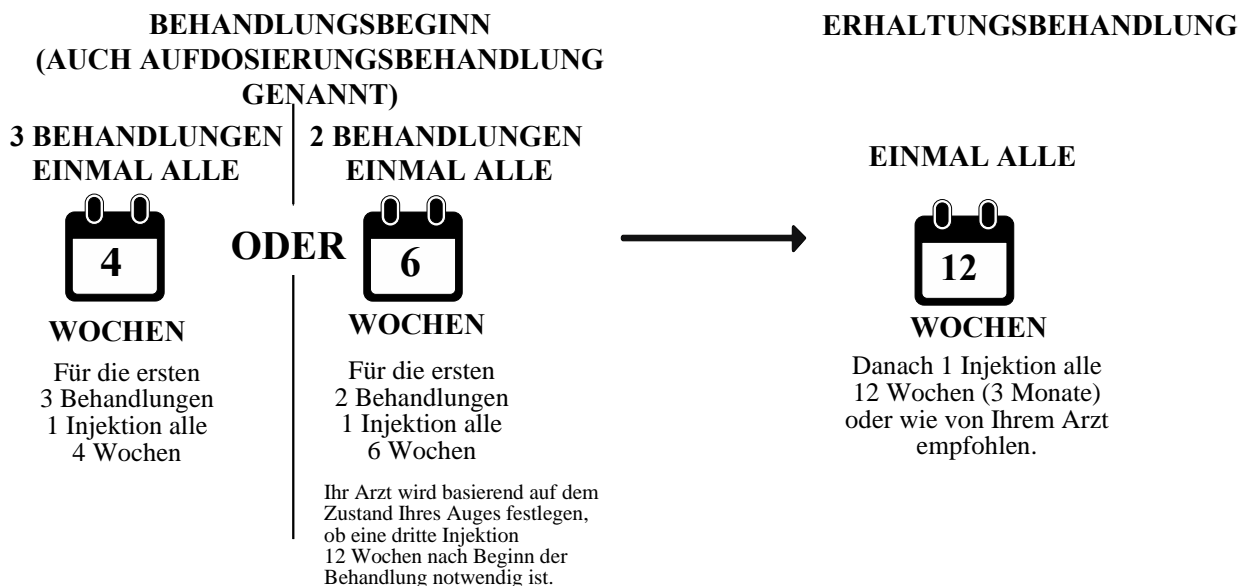 BEHANDLUNGSBEGINN
(AUCH AUFDOSIERUNGSBEHANDLUNG
GENANNT)
3 BEHANDLUNGEN
EINMAL ALLE
4
WOCHEN
Für die ersten
3 Behandlungen
1 Injektion alle
4 Wochen
ODER
2 BEHANDLUNGEN
EINMAL ALLE
6
WOCHEN
Für die ersten
2 Behandlungen
1 Injektion alle
6 Wochen
Ihr Arzt wird basierend auf dem
Zustand Ihres Auges festlegen,
ob eine dritte Injektion
12 Wochen nach Beginn der
Behandlung notwendig ist.
ERHALTUNGSBEHANDLUNG
EINMAL ALLE
12
WOCHEN
Danach 1 Injektion alle
12 Wochen (3 Monate)
oder wie von Ihrem Arzt
empfohlen.